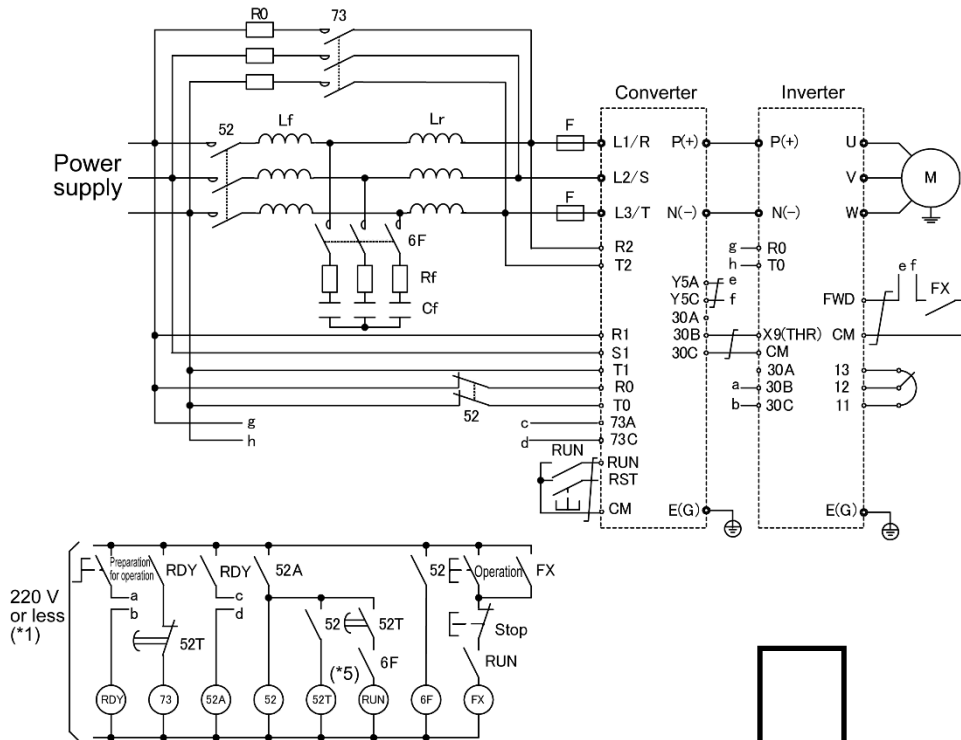 R0 73
Converter Inverter
52 Lf Lr F
L1/R P(+) P(+) U
Power
supply
L2/S V M
F
L3/T N(-) N(-) W
6F
R2 g R0
T2 h T0
Rf
Y5A e e f
Cf Y5C f FWD FX
30A
R1 30B X9(THR) CM
S1 30C CM
T1 30A 13
R0 a 30B 12
T0 b 30C 11
52
g c 73A
h d 73C
RUN RUN
RST
CM E(G) E(G)
Preparation
for operation
RDY RDY 52A 52 Operation FX
220 V
or less
(*1)
a c
b d
52 52T
52T Stop
(*5) 6F RUN
RDY 73 52A 52 52T RUN 6F FX